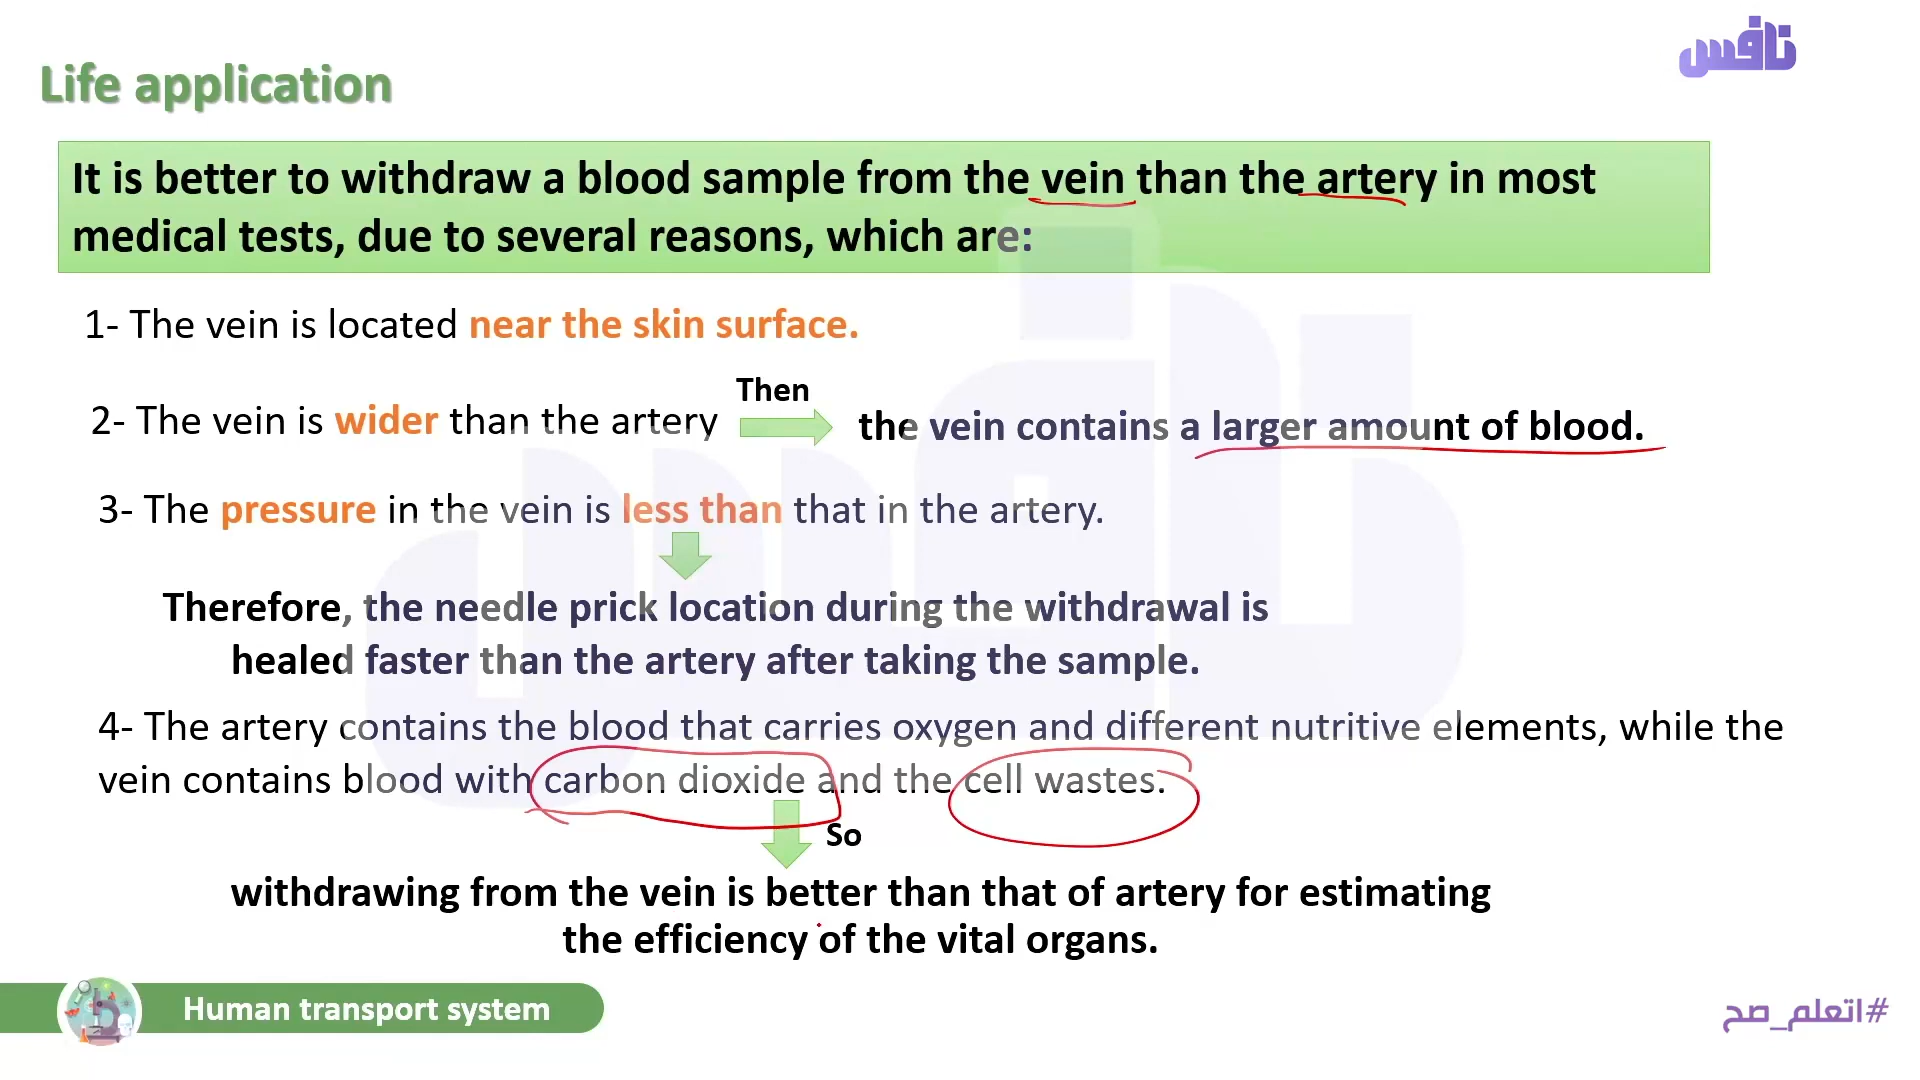 نافس
Life application
It is better to withdraw a blood sample from the vein than the artery in most
medical tests, due to several reasons, which are:
1- The vein is located near the skin surface.
Then
2- The vein is wider than the artery
the vein contains a larger amount of blood.
3- The pressure in the vein is less than that in the artery.
Therefore, the needle prick location during the withdrawal is
healed faster than the artery after taking the sample.
4- The artery contains the blood that carries oxygen and different nutritive elements, while the
vein contains blood with carbon dioxide and the cell wastes.
So
withdrawing from the vein is better than that of artery for estimating
the efficiency of the vital organs.
Human transport system
#اتعلم_صح